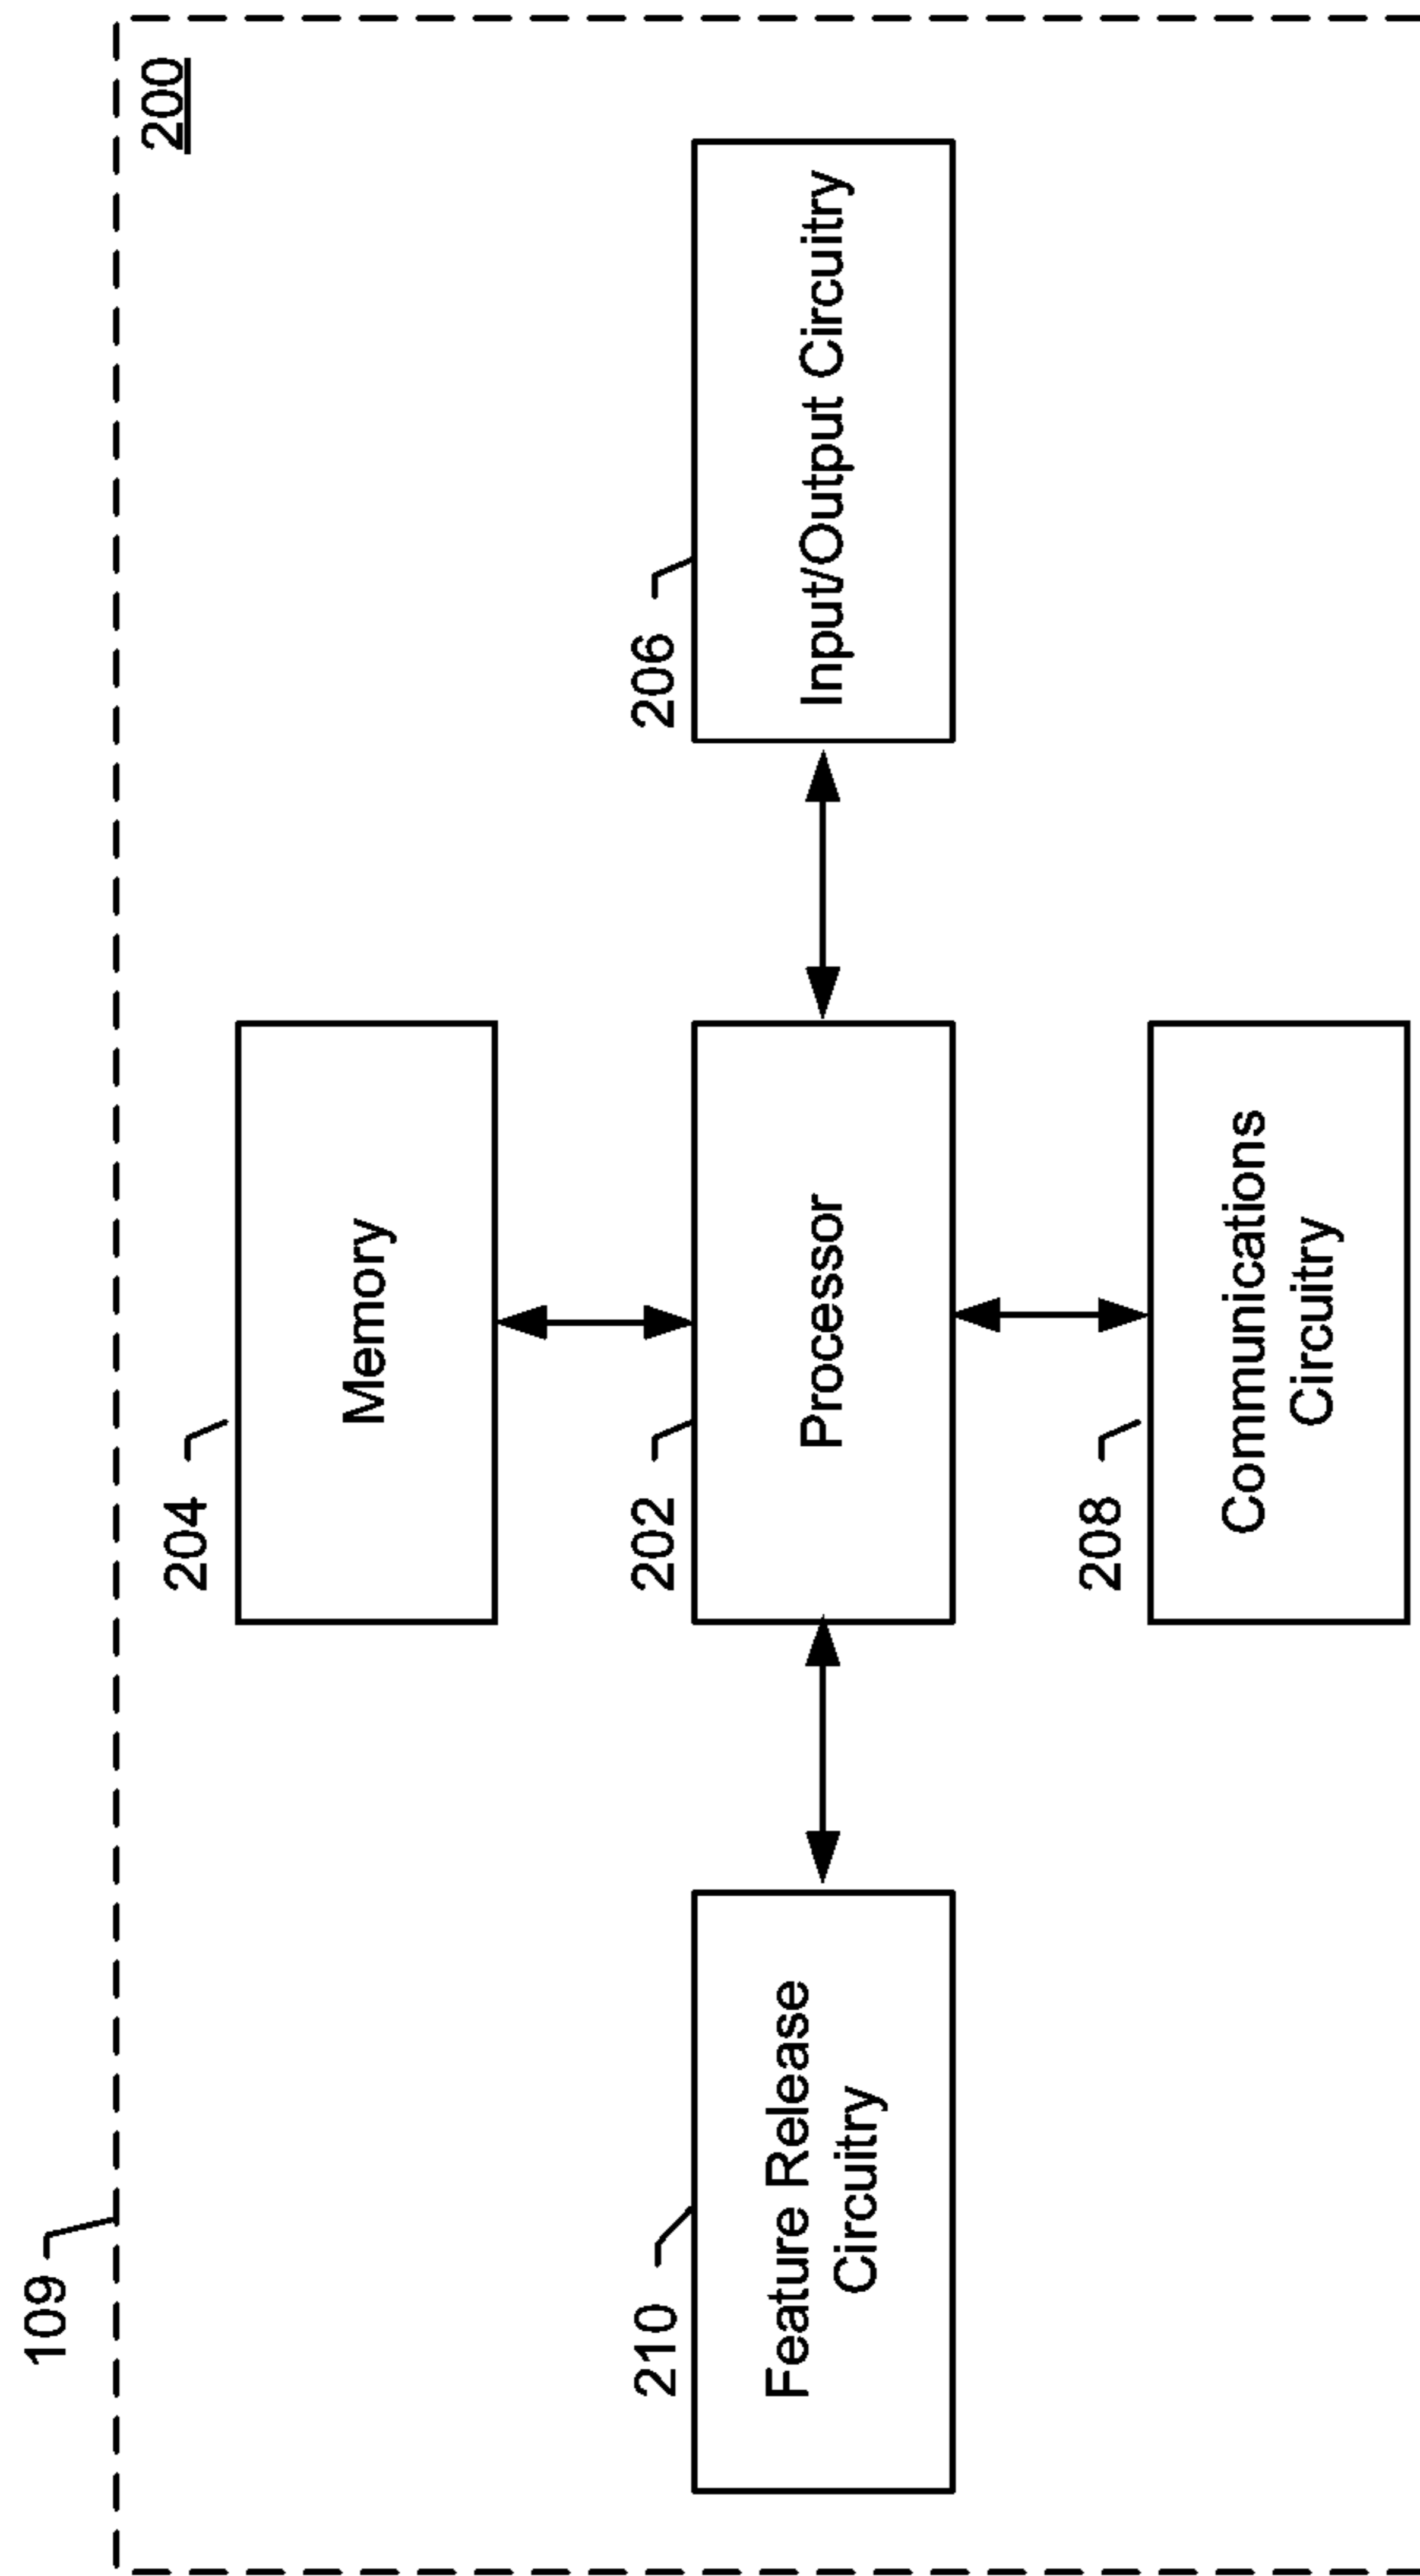 109
200
204
Memory
210
Feature Release
Circuitry
202
Processor
206
Input/Output Circuitry
208
Communications
Circuitry